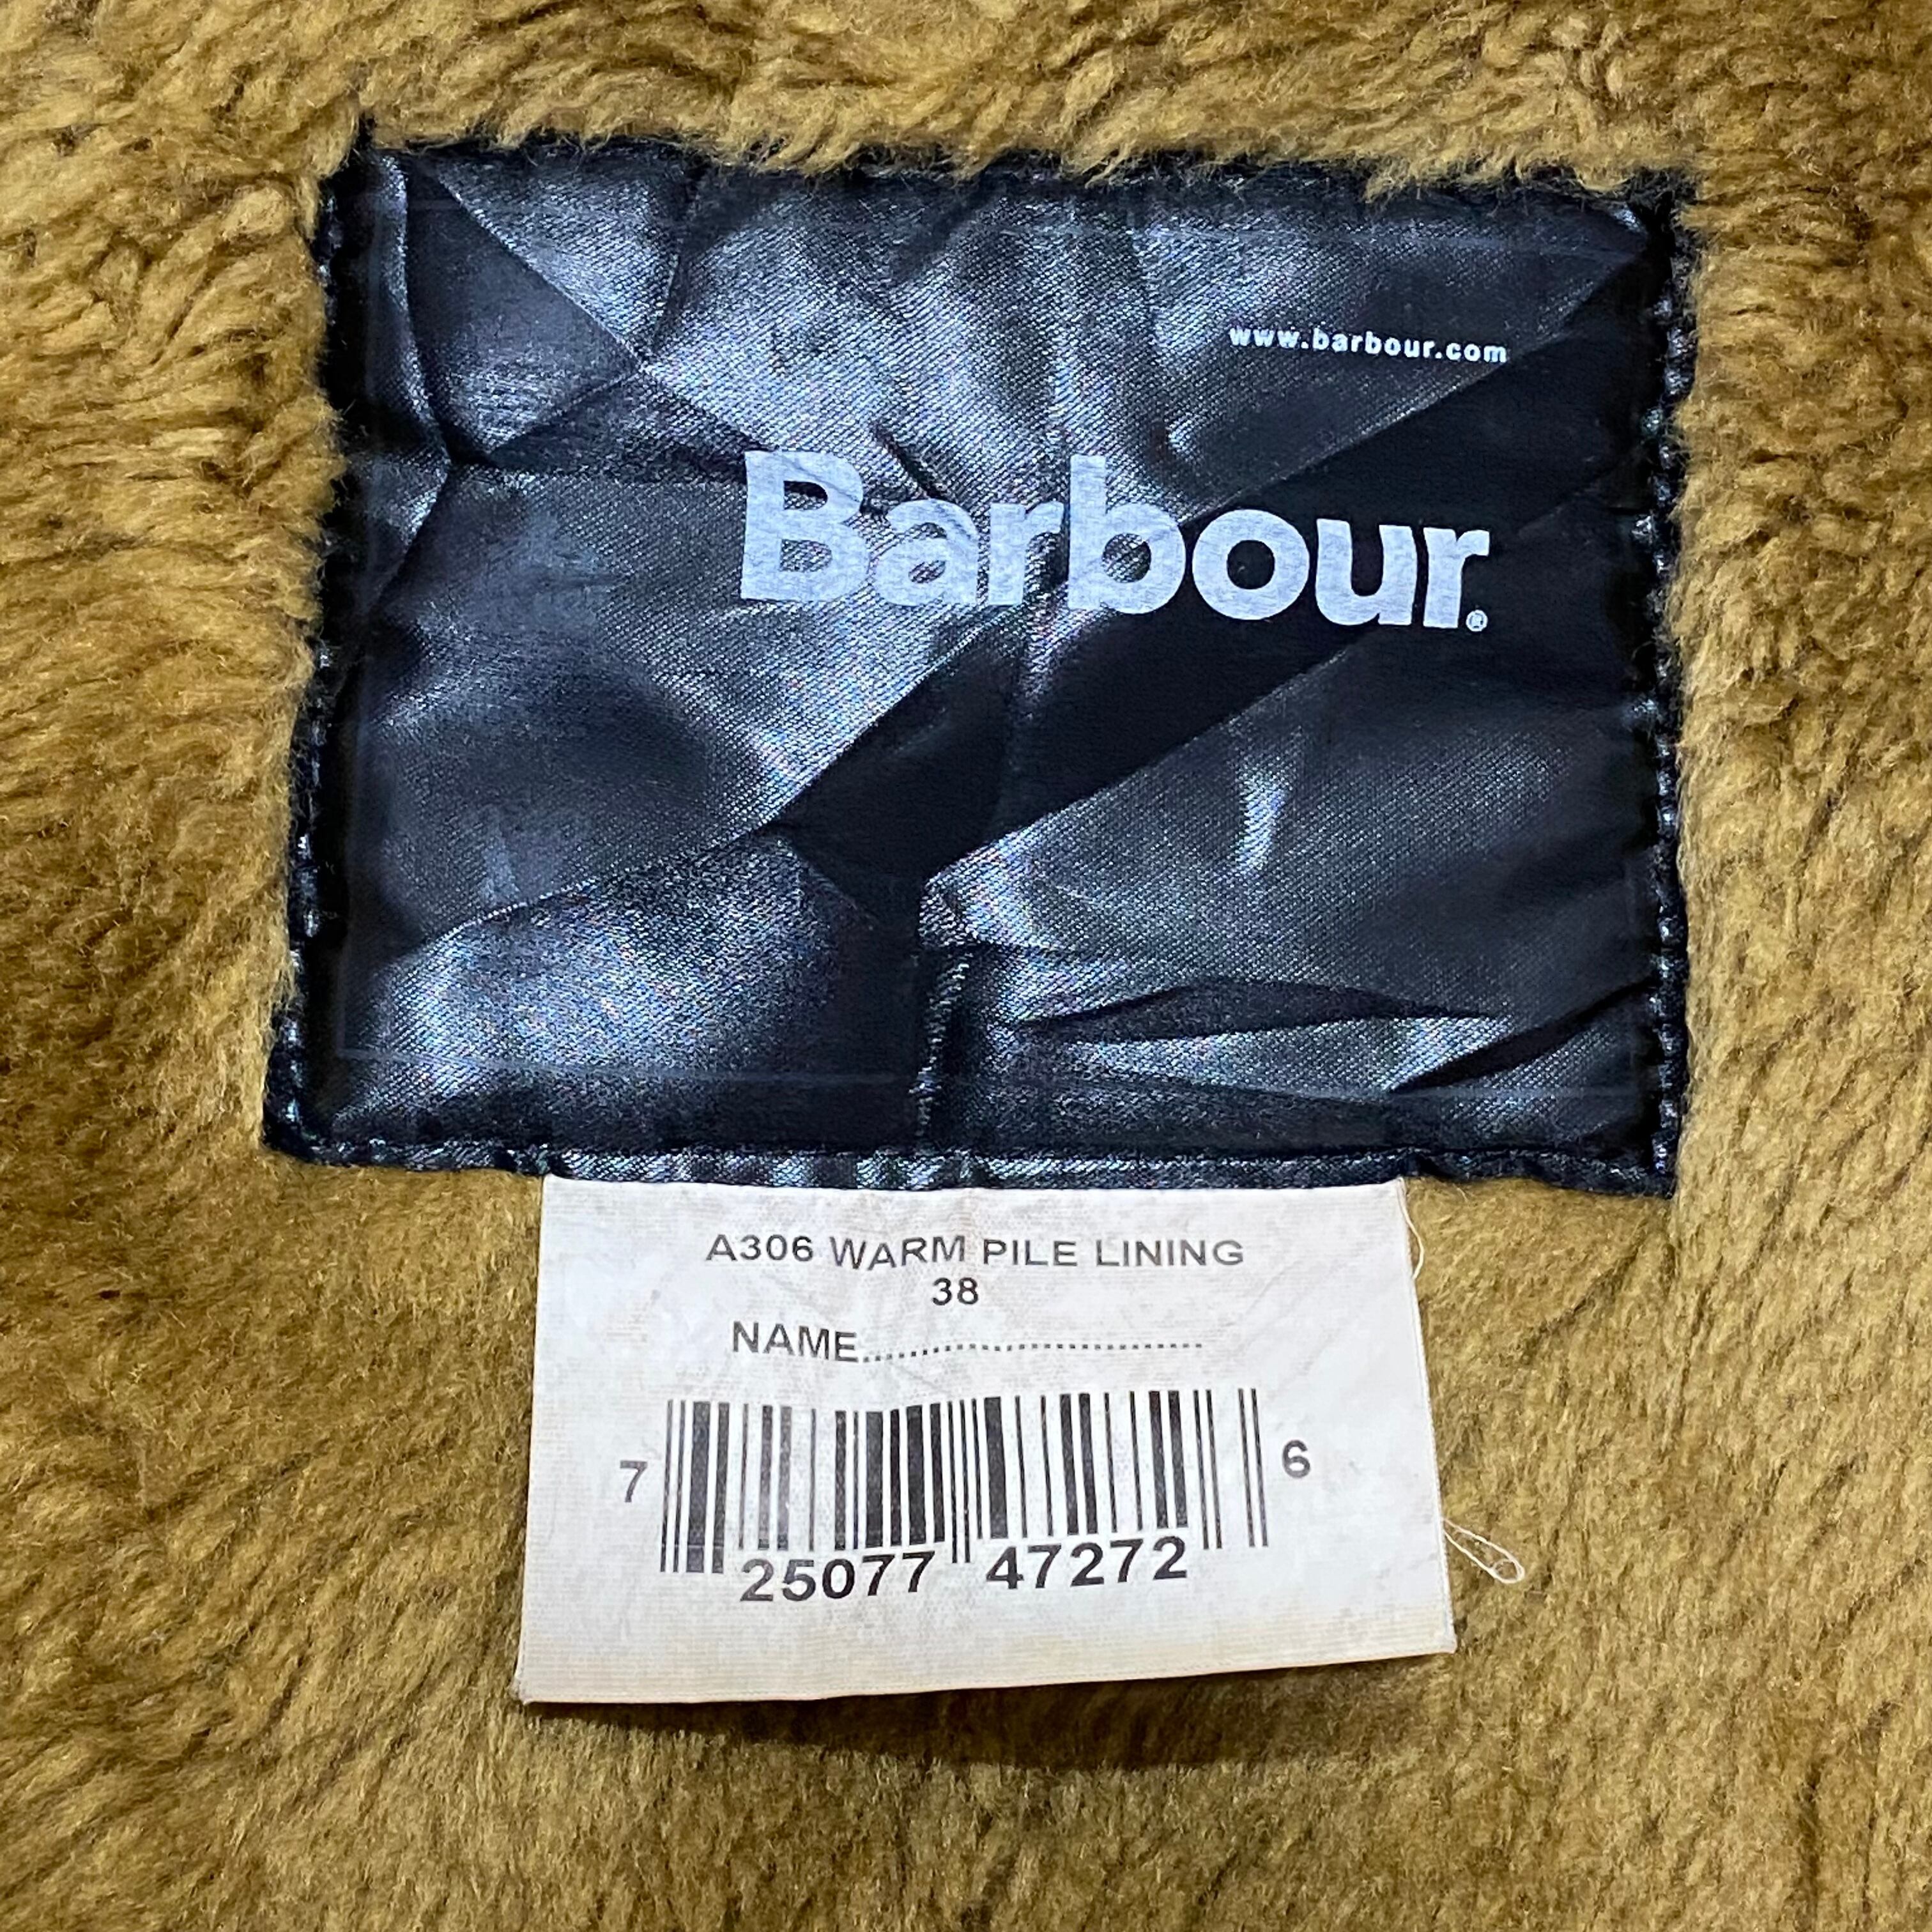 www.barbour.com
Barbour.®
A306 WARM PILE LINING
38
NAME..............................
7 25077 47272 6